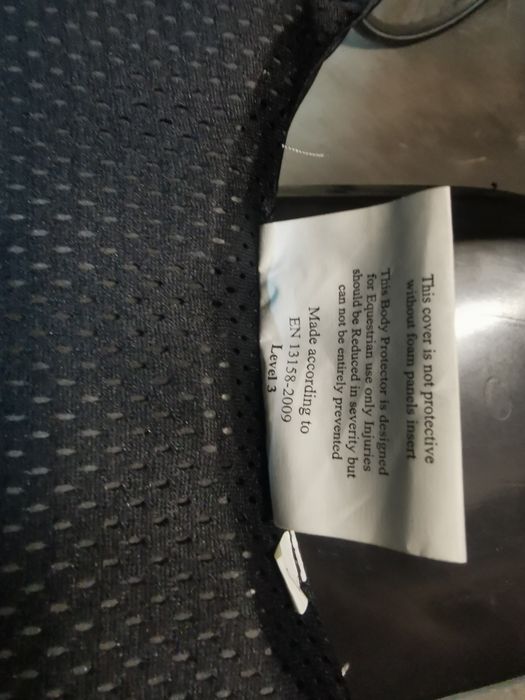 This cover is not protective
without foam panels insert
This Body Protector is designed
for Equestrian use only Injuries
should be Reduced in severity but
can not be entirely prevented
Made according to
EN 13158-2009
Level 3